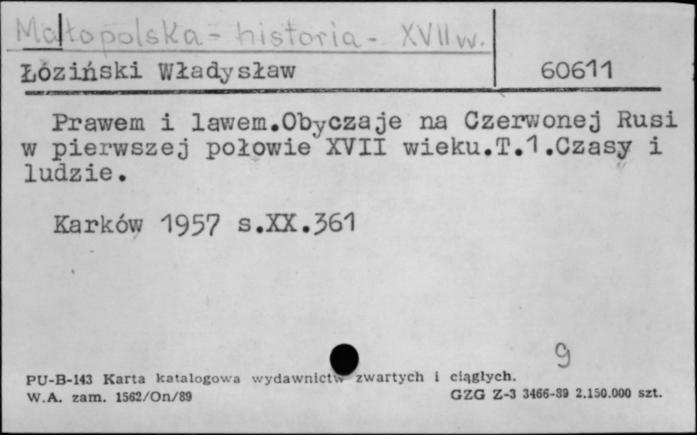 Małopolska - historia - XVII w.
Łoziński Władysław 60611
Prawem i lawem.Obyczaje na Czerwonej Rusi
w pierwszej połowie XVII wieku.T.1.Czasy i
ludzie.
Karków 1957 s.XX.361
9
PU-B-143 Karta katalogowa wydawnictw zwartych i ciągłych.
W.A. zam. 1562/On/89 GZG Z-3 3466-89 2.150.000 szt.